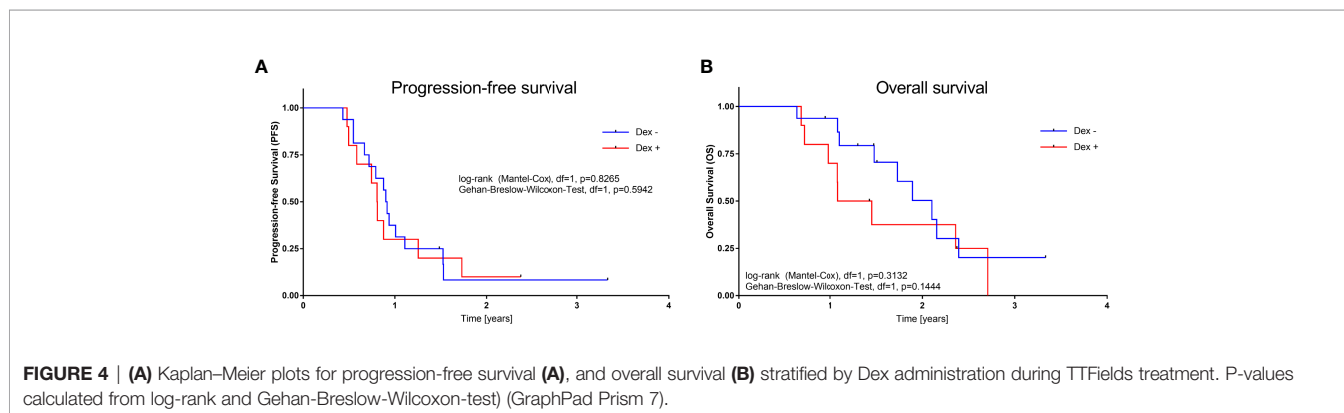 A
Progression-free survival
Progression-free Survival (PFS)
1.00
0.75
0.50
0.25
0.00
0
1
2
3
4
Time [years]
Dex -
Dex +
log-rank (Mantel-Cox), df=1, p=0.8265
Gehan-Breslow-Wilcoxon-Test, df=1, p=0.5942
B
Overall survival
Overall Survival (OS)
1.00
0.75
0.50
0.25
0.00
0
1
2
3
4
Time [years]
Dex -
Dex +
log-rank (Mantel-Cox), df=1, p=0.3132
Gehan-Breslow-Wilcoxon-Test, df=1, p=0.1444
FIGURE 4 | (A) Kaplan–Meier plots for progression-free survival (A), and overall survival (B) stratified by Dex administration during TTFields treatment. P-values
calculated from log-rank and Gehan-Breslow-Wilcoxon-test) (GraphPad Prism 7).